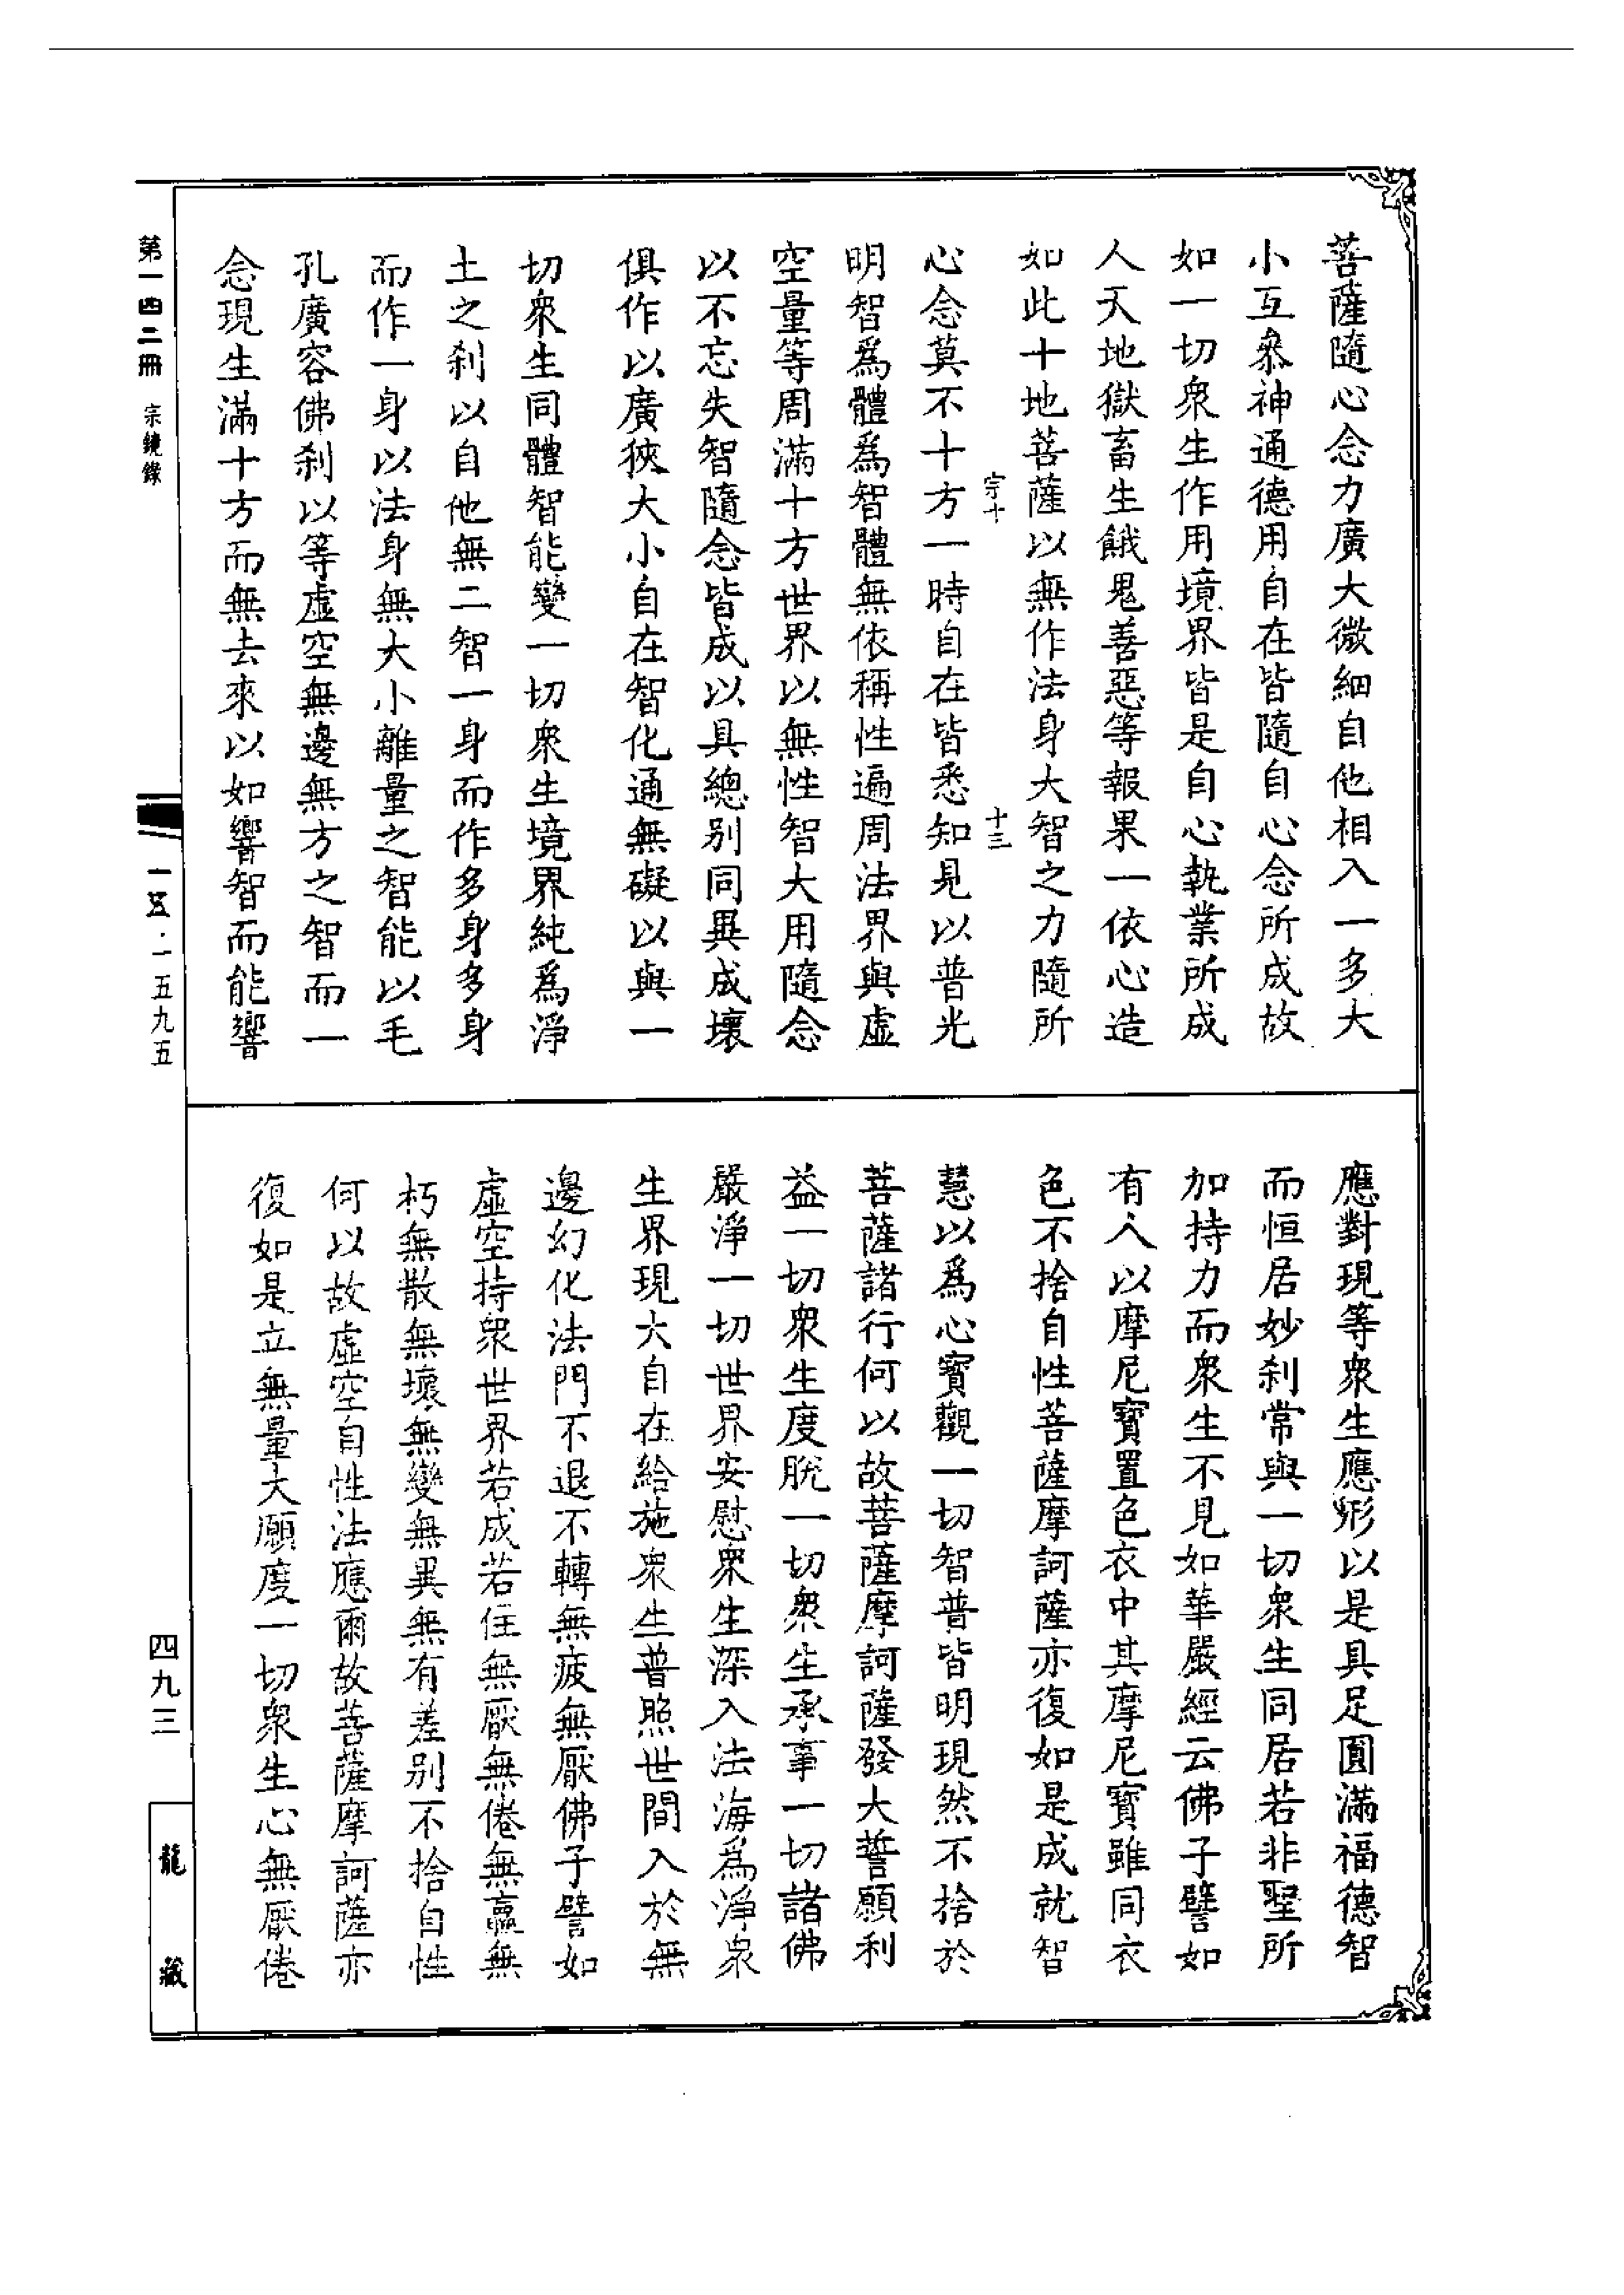 菩薩隨心念力廣大微細自他相入一多大
小互叅神通德用自在皆隨自心念所成故
如一切衆生作用境界皆是自心執業所成
人天地獄畜生餓鬼善惡等報果一依心造
如此十地菩薩以無作法身大智之力隨所
宗十
十三
心念莫不十方一時自在皆悉知見以普光
明智爲體爲智體無依稱性遍周法界與虛
空量等周滿十方世界以無性智大用隨念
以不忘失智隨念皆成以具總别同異成壞
俱作以廣狹大小自在智化通無礙以與一
切衆生同體智能變一切衆生境界純爲淨
土之刹以自他無二智一身而作多身多身
而作一身以法身無大小離量之智能以毛
孔廣容佛刹以等虛空無邊無方之智而一
念現生滿十方而無去來以如響智而能響
應對現等衆生應形以是具足圓滿福德智
而恒居妙刹常與一切衆生同居若非聖所
加持力而衆生不見如華嚴經云佛子譬如
有人以摩尼寶置色衣中其摩尼寶雖同衣
色不捨自性菩薩摩訶薩亦復如是成就智
慧以爲心寶觀一切智普皆明現然不捨於
菩薩諸行何以故菩薩摩訶薩發大誓願利
益一切衆生度脫一切衆生承事一切諸佛
嚴淨一切世界安慰衆生深入法海爲淨衆
生界現大自在給施衆生普照世間入於無
邊幻化法門不退不轉無疲無厭佛子譬如
虛空持衆世界若成若住無厭無倦無羸無
朽無散無壞無變無異無有差别不捨自性
何以故虛空自性法應爾故菩薩摩訶薩亦
復如是立無量大願度一切衆生心無厭倦
第一四二冊 宗鏡錄
一五·一五九五
四九三
龍藏